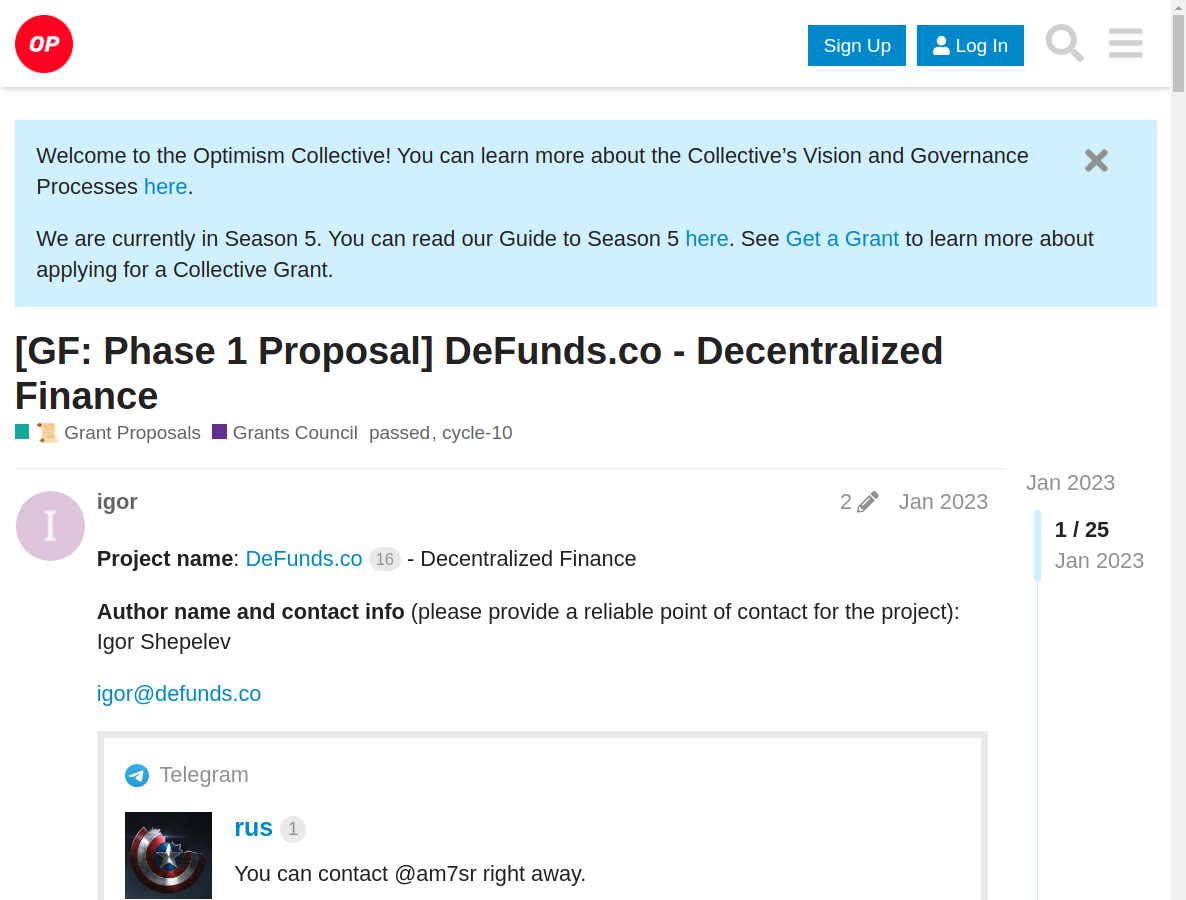 OP
Sign Up
Log In
Welcome to the Optimism Collective! You can learn more about the Collective’s Vision and Governance
Processes here.
We are currently in Season 5. You can read our Guide to Season 5 here. See Get a Grant to learn more about
applying for a Collective Grant.
[GF: Phase 1 Proposal] DeFunds.co - Decentralized
Finance
📜 Grant Proposals Grants Council passed, cycle-10
Jan 2023
I
igor 2 Jan 2023
1 / 25
Jan 2023
Project name: DeFunds.co 16 - Decentralized Finance
Author name and contact info (please provide a reliable point of contact for the project):
Igor Shepelev
igor@defunds.co
Telegram
rus 1
You can contact @am7sr right away.